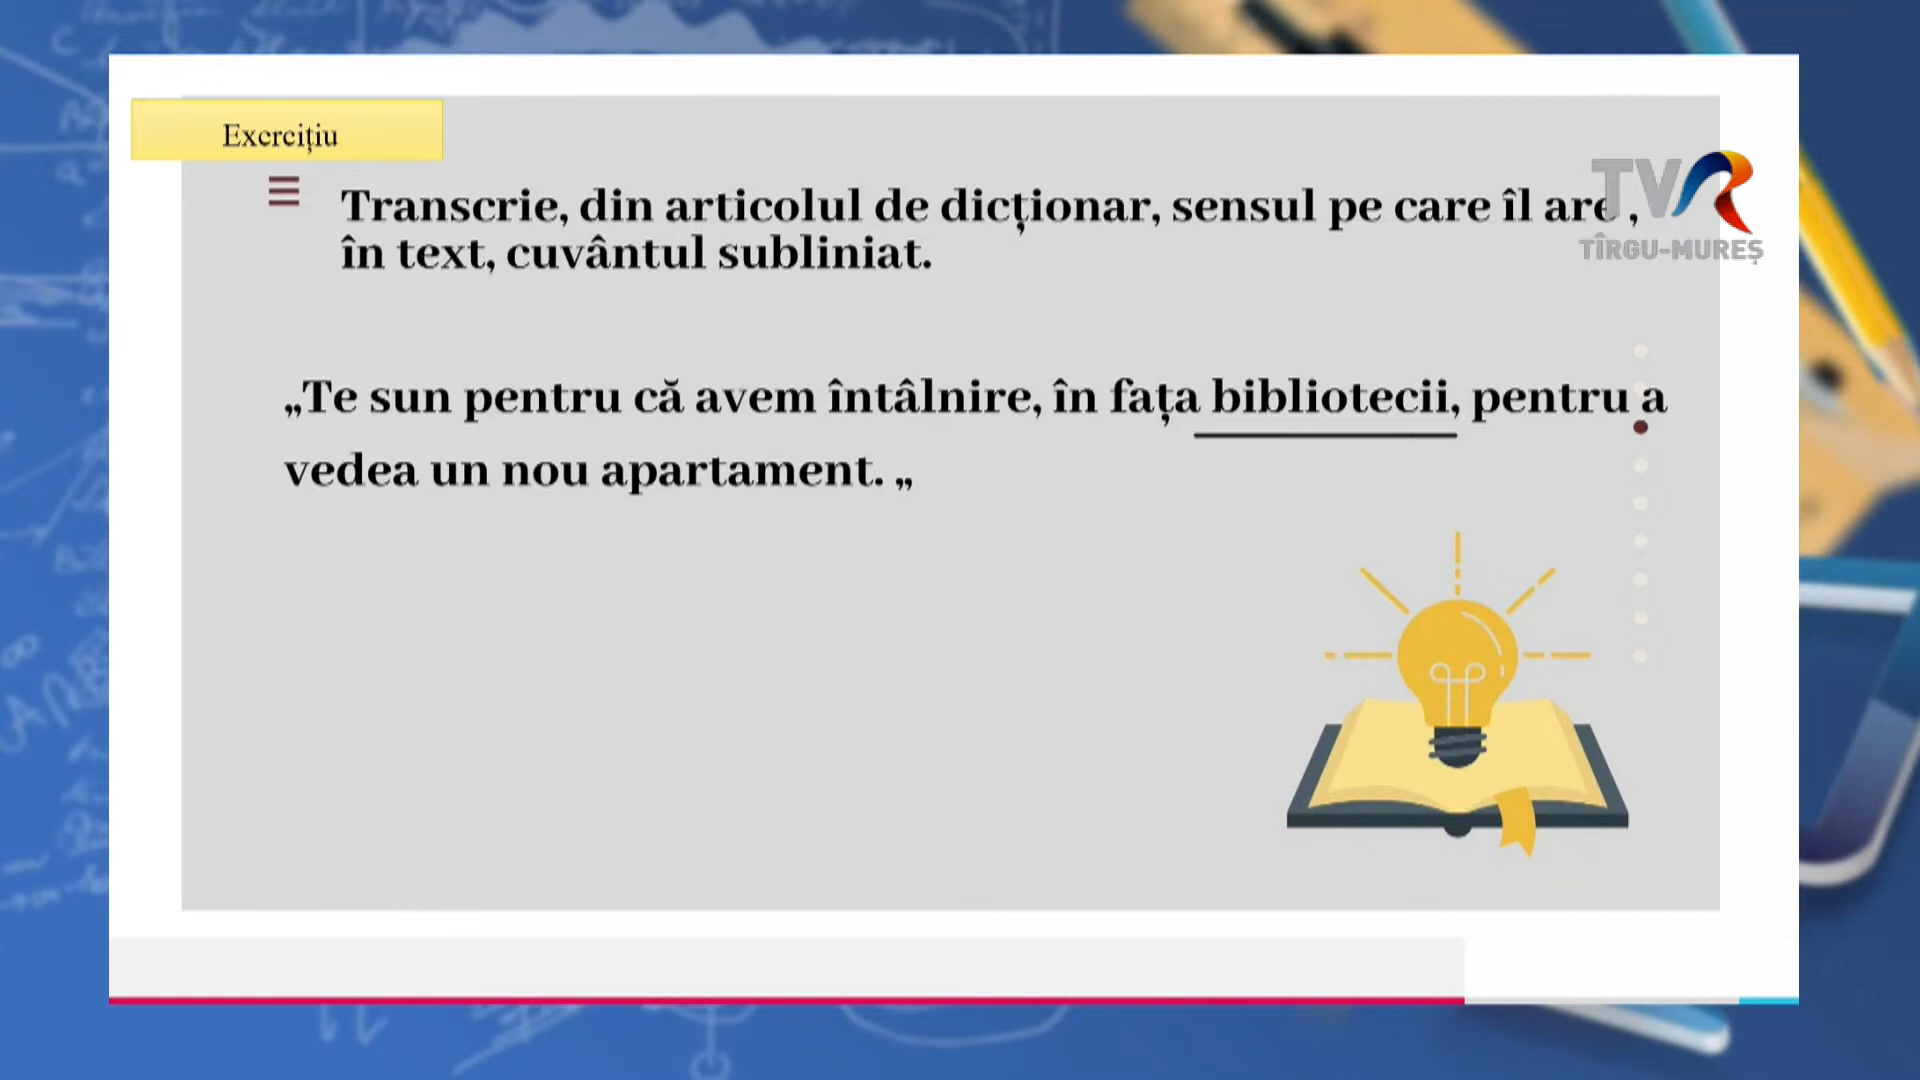 Exercițiu
Transcrie, din articolul de dicționar, sensul pe care îl are ,
în text, cuvântul subliniat.
TVR
TÎRGU-MUREȘ
„Te sun pentru că avem întâlnire, în fața bibliotecii, pentru a
vedea un nou apartament. „